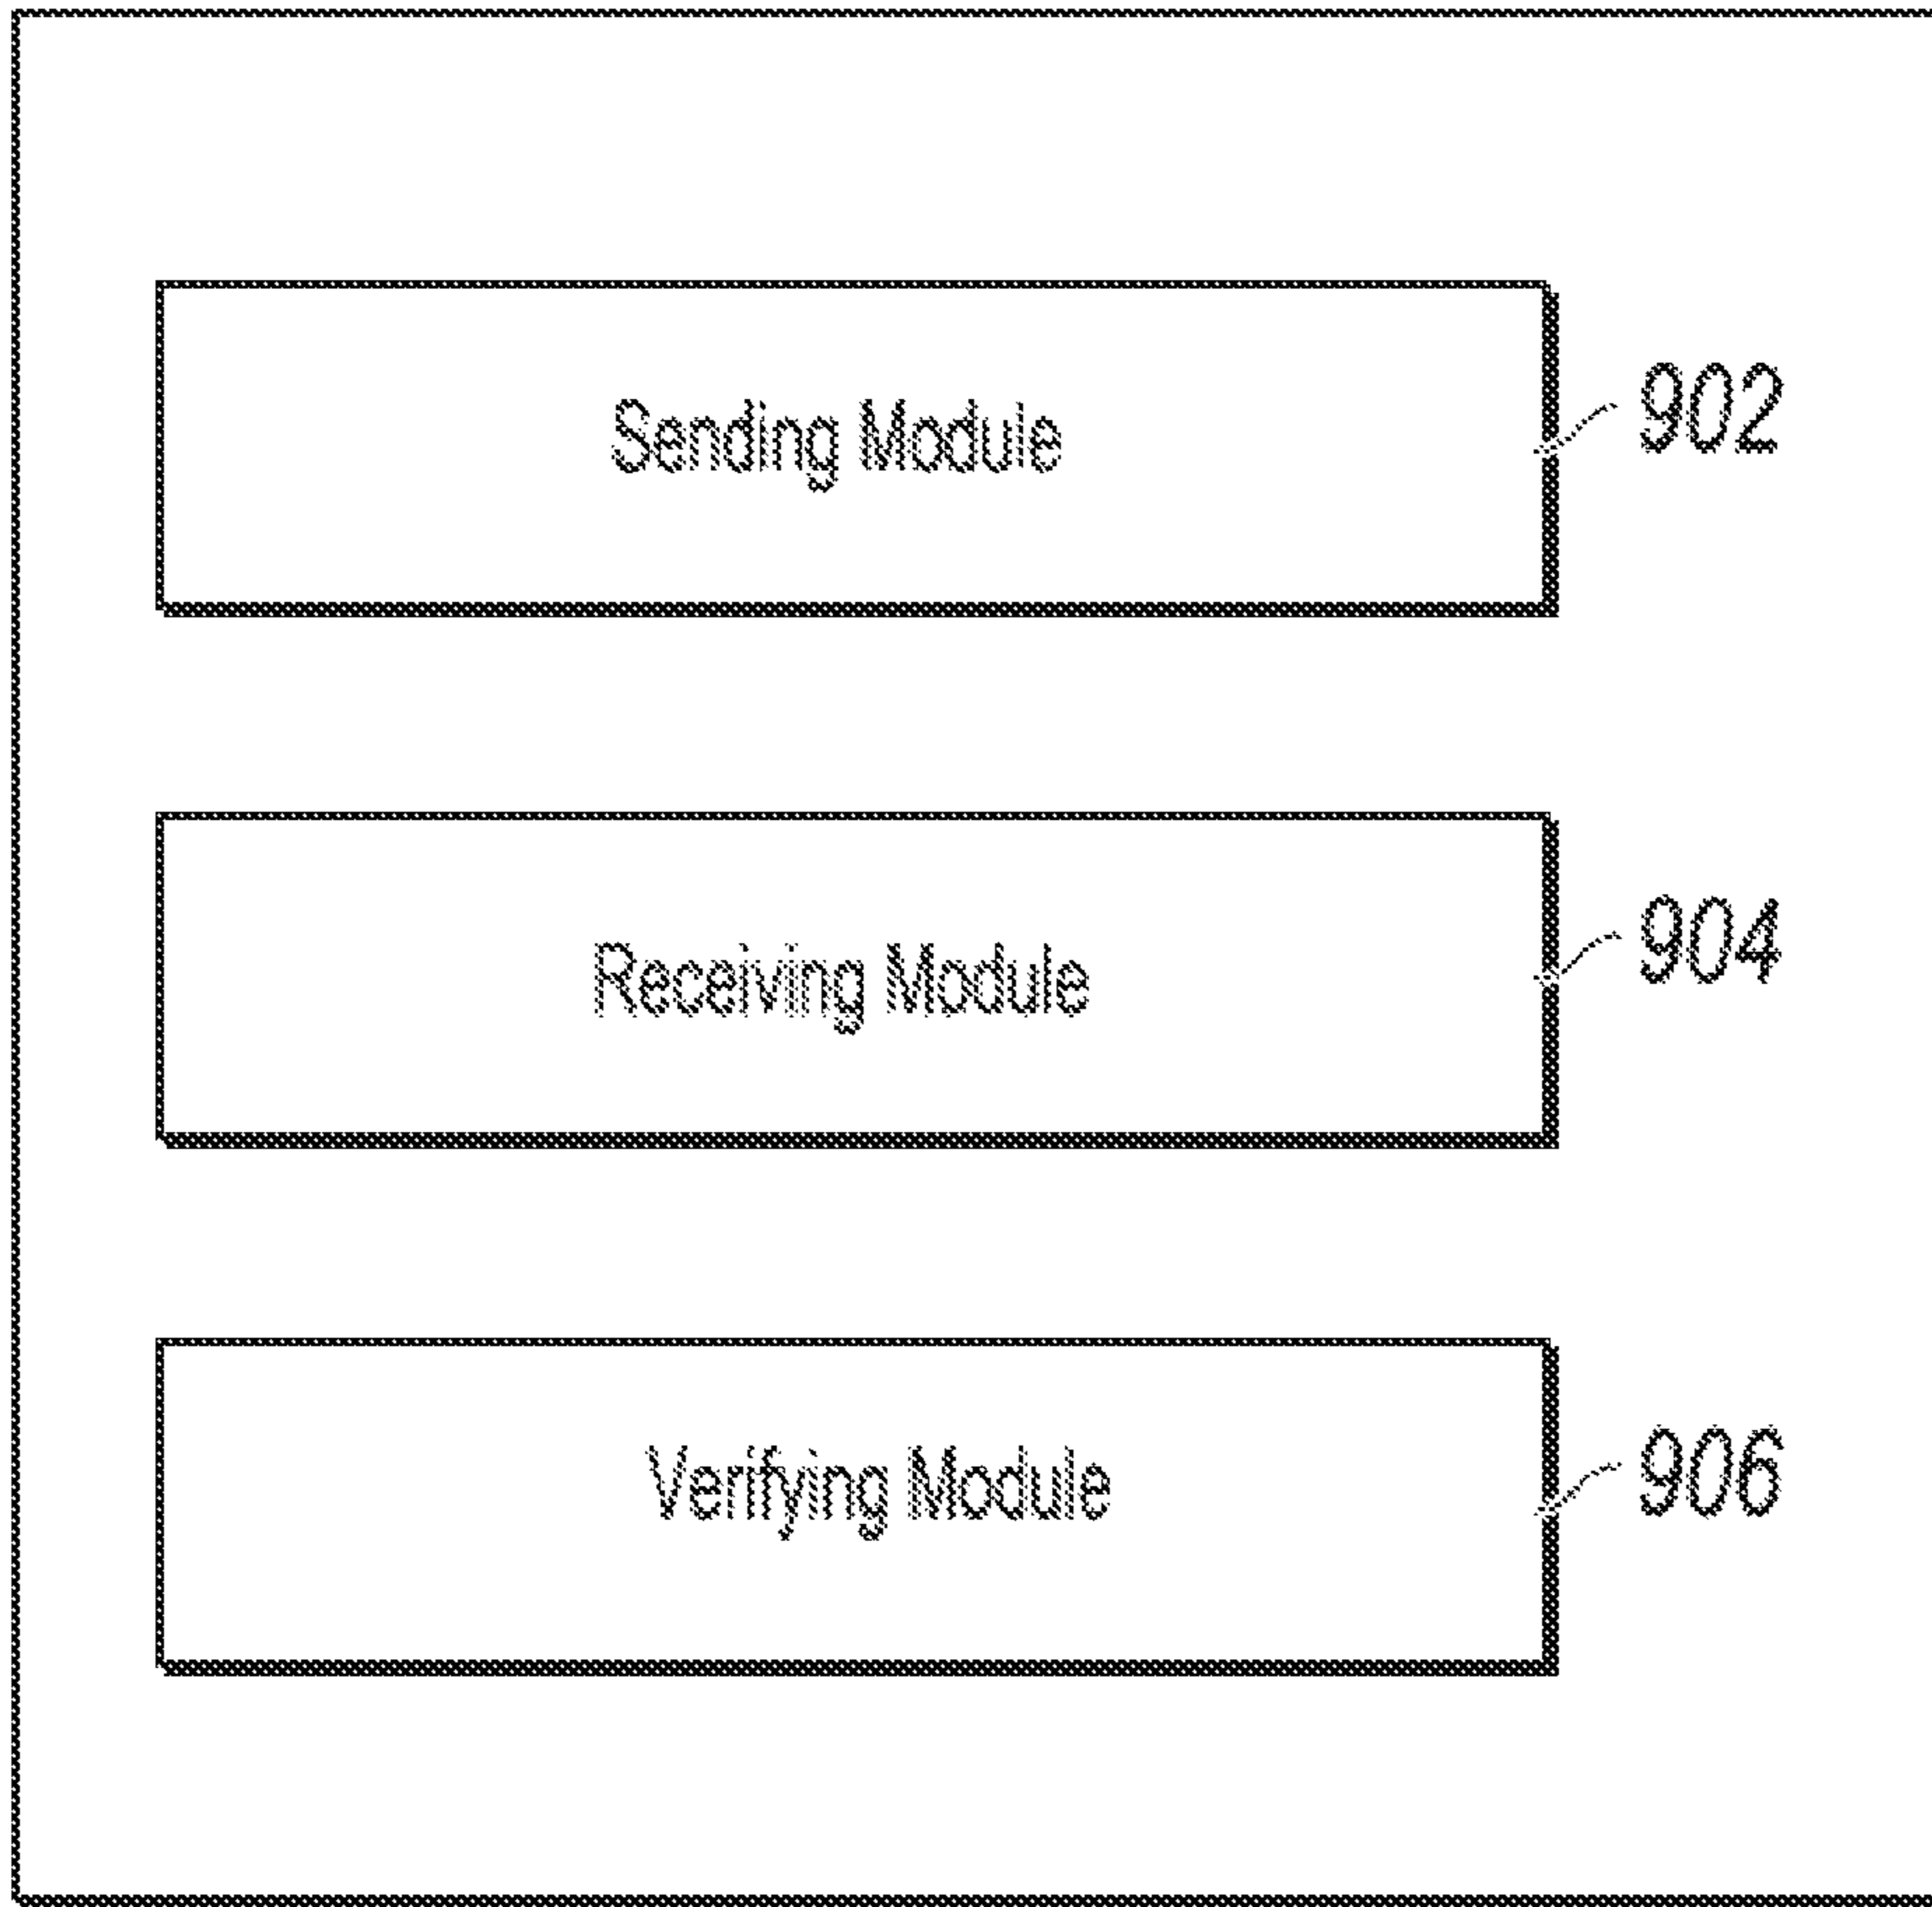 Sending Module
902
Receiving Module
904
Verifying Module
906